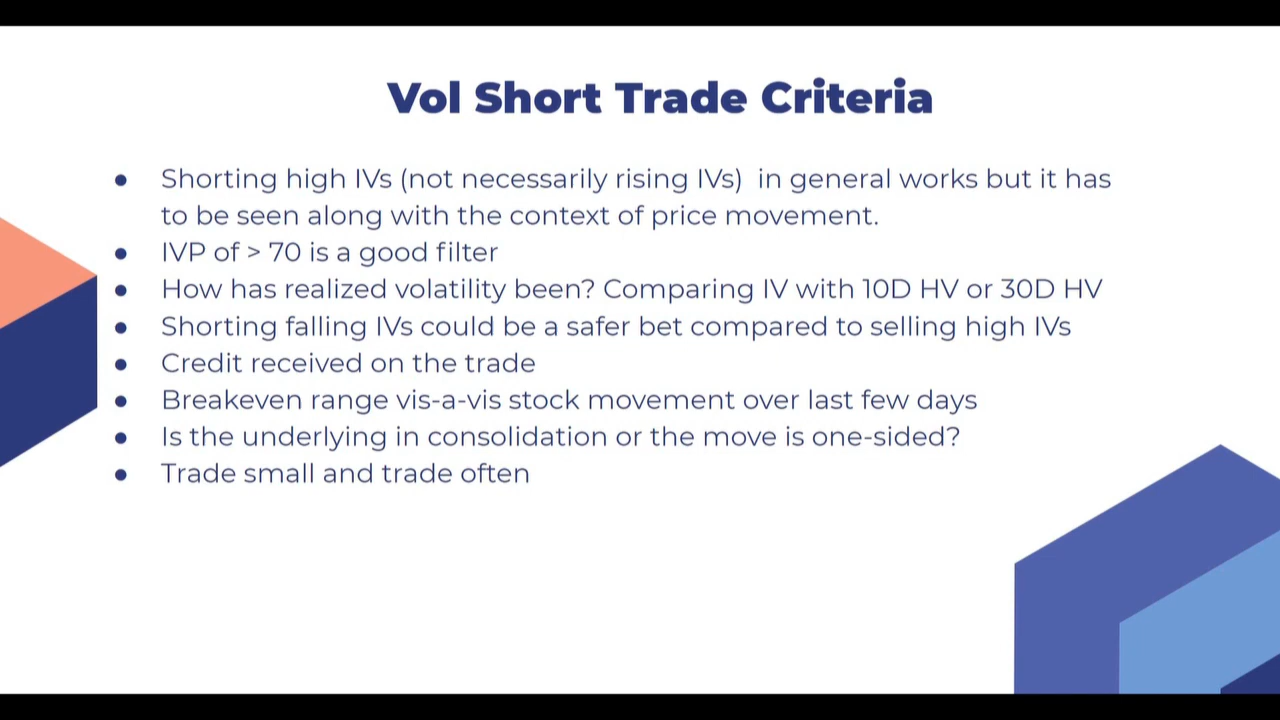 Vol Short Trade Criteria
● Shorting high IVs (not necessarily rising IVs)  in general works but it has
to be seen along with the context of price movement.
● IVP of > 70 is a good filter
● How has realized volatility been? Comparing IV with 10D HV or 30D HV
● Shorting falling IVs could be a safer bet compared to selling high IVs
● Credit received on the trade
● Breakeven range vis-a-vis stock movement over last few days
● Is the underlying in consolidation or the move is one-sided?
● Trade small and trade often